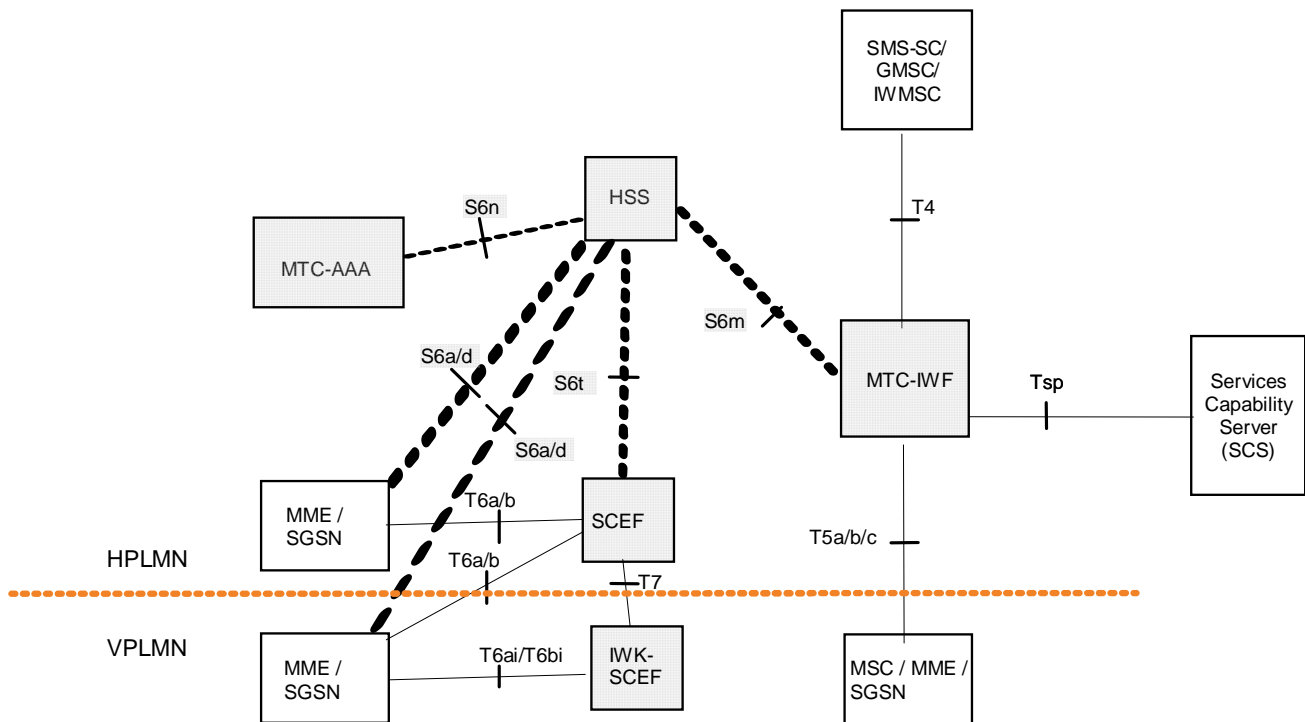 SMS-SC/
GMSC/
IWMSC
HSS
S6n
T4
MTC-AAA
S6m
S6a/d
S6t
MTC-IWF
Tsp
Services
Capability
Server
(SCS)
S6a/d
T6a/b
MME /
SGSN
SCEF
T5a/b/c
HPLMN
T6a/b
T7
VPLMN
MME /
SGSN
T6ai/T6bi
IWK-
SCEF
MSC / MME /
SGSN